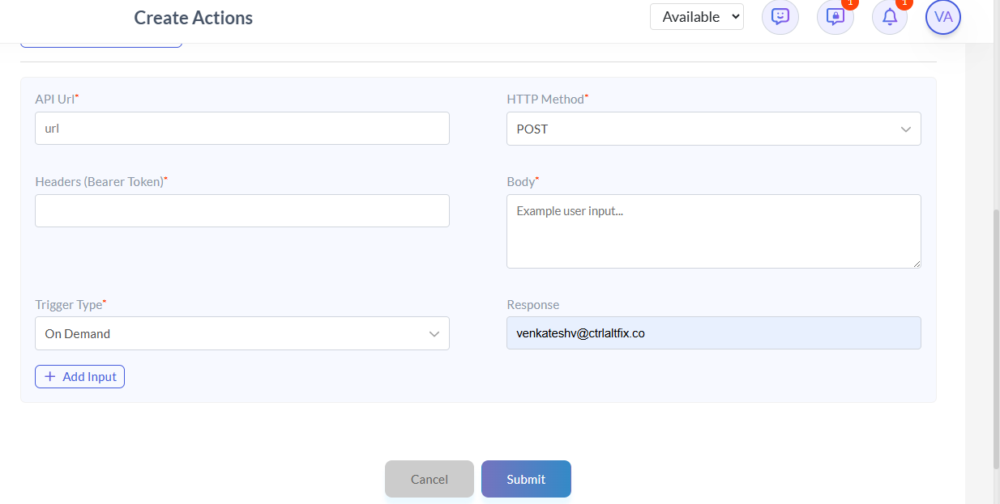 Create Actions
Available
1
1
VA
API Url*
HTTP Method*
url
POST
Headers (Bearer Token)*
Body*
Example user input...
Trigger Type*
Response
On Demand
venkateshv@ctrlaltfix.co
+ Add Input
Cancel
Submit